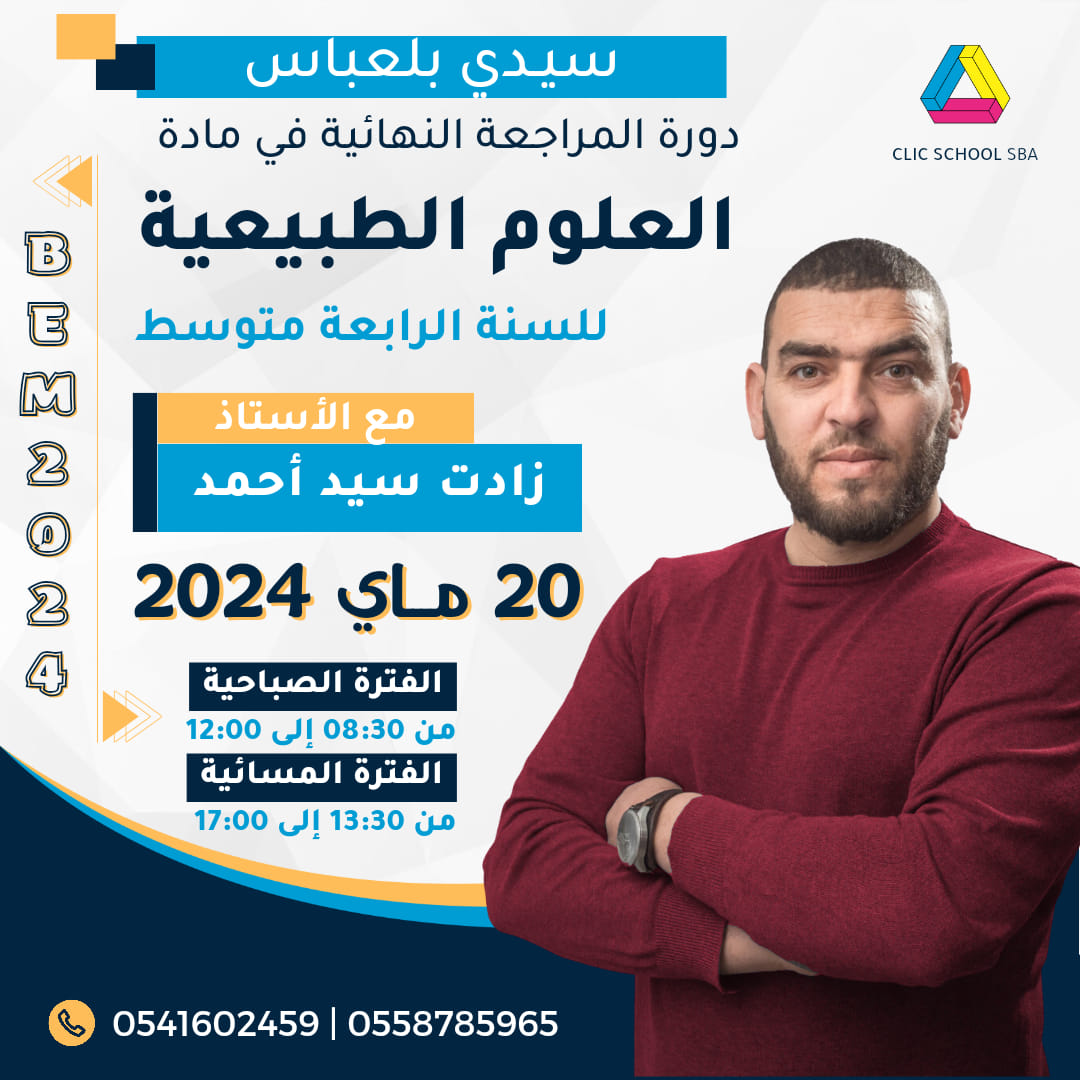 سيدي بلعباس
دورة المراجعة النهائية في مادة
العلوم الطبيعية
للسنة الرابعة متوسط
مع الأستاذ
زادت سيد أحمد
20 ماي 2024
الفترة الصباحية
من 08:30 إلى 12:00
الفترة المسائية
من 13:30 إلى 17:00
BEM2024
CLIC SCHOOL SBA
0541602459 | 0558785965